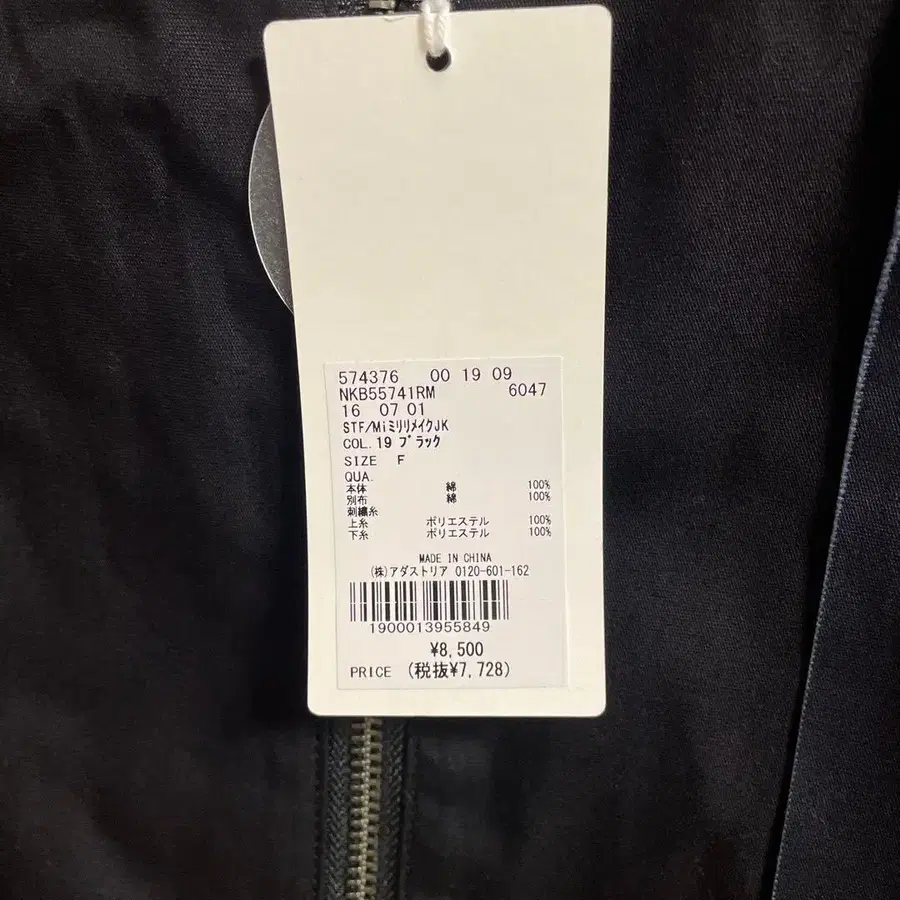 574376 00 19 09
NKB55741RM 6047
16 07 01
STF/MiミリリメイクJK
COL.19 ブラック
SIZE F
QUA.
本体 綿 100%
別布 綿 100%
刺繍糸
上糸 ポリエステル 100%
下糸 ポリエステル 100%
MADE IN CHINA
(株)アダストリア 0120-601-162
1900013955849
¥8,500
PRICE (税抜¥7,728)